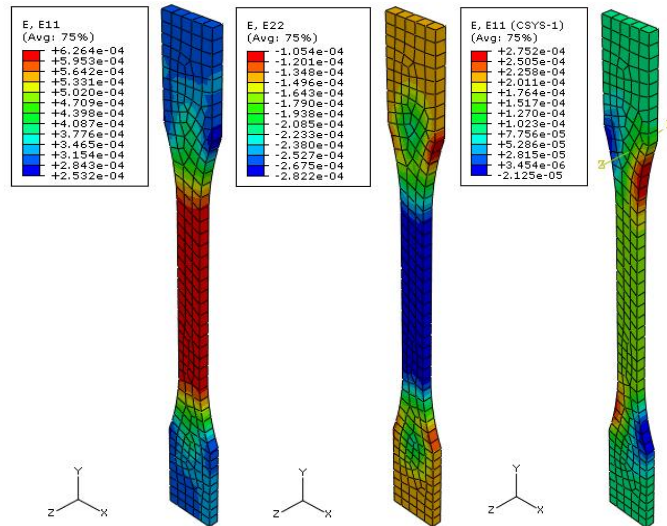 E, E11
(Avg: 75%)
+6.264e-04
+5.953e-04
+5.642e-04
+5.331e-04
+5.020e-04
+4.709e-04
+4.398e-04
+4.087e-04
+3.776e-04
+3.465e-04
+3.154e-04
+2.843e-04
+2.532e-04
E, E22
(Avg: 75%)
-1.054e-04
-1.201e-04
-1.348e-04
-1.496e-04
-1.643e-04
-1.790e-04
-1.938e-04
-2.085e-04
-2.233e-04
-2.380e-04
-2.527e-04
-2.675e-04
-2.822e-04
E, E11 (CSYS-1)
(Avg: 75%)
+2.752e-04
+2.505e-04
+2.258e-04
+2.011e-04
+1.764e-04
+1.517e-04
+1.270e-04
+1.023e-04
+7.756e-05
+5.286e-05
+2.815e-05
+3.454e-06
-2.125e-05
Z
Y
Z X
Y
Z X
Y
Z X